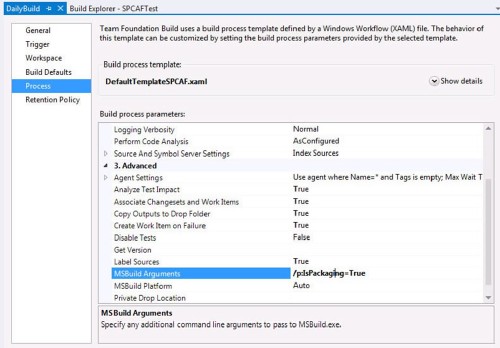 DailyBuild
Build Explorer - SPCAFTest
General
Trigger
Workspace
Build Defaults
Process
Retention Policy
Team Foundation Build uses a build process template defined by a Windows Workflow (XAML) file. The behavior of
this template can be customized by setting the build process parameters provided by the selected template.
Build process template:
DefaultTemplateSPCAF.xaml
Show details
Build process parameters:
Logging Verbosity Normal
Perform Code Analysis AsConfigured
Source And Symbol Server Settings Index Sources
3. Advanced
Agent Settings Use agent where Name=* and Tags is empty; Max Wait T
Analyze Test Impact True
Associate Changesets and Work Items True
Copy Outputs to Drop Folder True
Create Work Item on Failure True
Disable Tests False
Get Version
Label Sources True
MSBuild Arguments /p:IsPackaging=True
MSBuild Platform Auto
Private Drop Location
MSBuild Arguments
Specify any additional command line arguments to pass to MSBuild.exe.